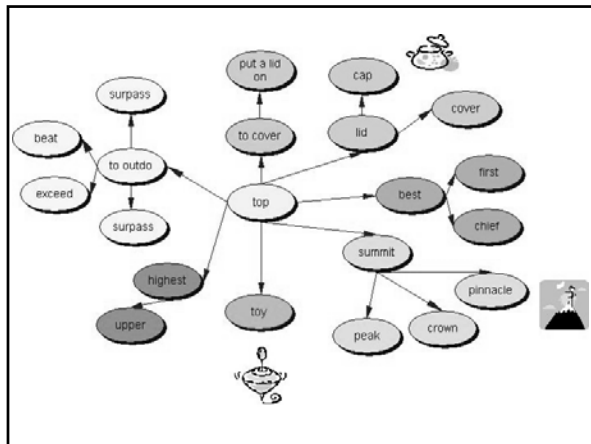 put a lid
on
cap
surpass
cover
beat
to cover
lid
to outdo
first
exceed
best
top
chief
surpass
summit
highest
pinnacle
toy
upper
crown
peak